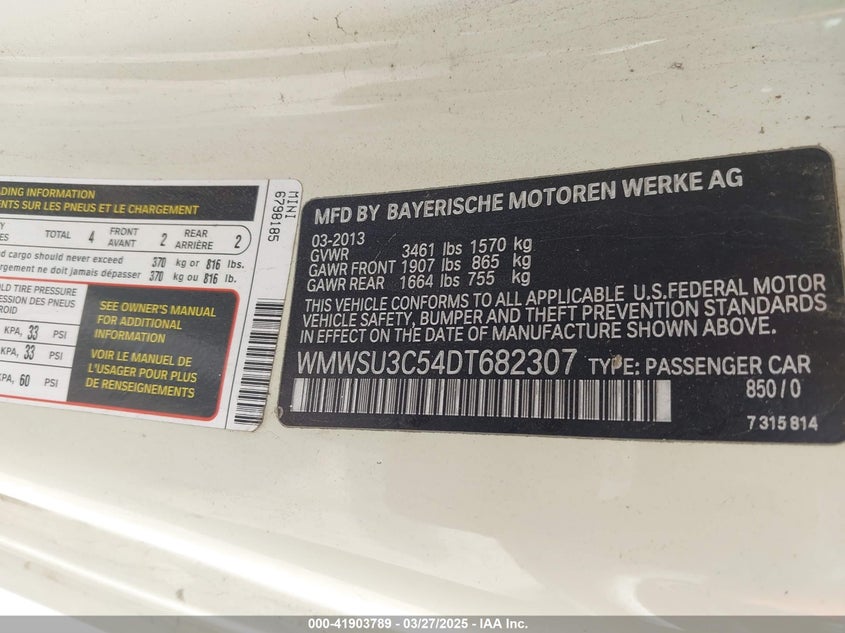 DING INFORMATION
ENTS SUR LES PNEUS ET LE CHARGEMENT
TOTAL 4 FRONT AVANT 2 REAR ARRIÈRE 2
d cargo should never exceed 370 kg or 816 lbs.
rgement ne doit jamais dépasser 370 kg ou 816 lb.
LD TIRE PRESSURE
ESSION DES PNEUS
ROID
KPA, 33 PSI
KPA, 33 PSI
KPA, 60 PSI
SEE OWNER'S MANUAL
FOR ADDITIONAL
INFORMATION
VOIR LE MANUEL DE
L'USAGER POUR PLUS
DE RENSEIGNEMENTS
MINI
6798185
MFD BY BAYERISCHE MOTOREN WERKE AG
03-2013
GVWR 3461 lbs 1570 kg
GAWR FRONT 1907 lbs 865 kg
GAWR REAR 1664 lbs 755 kg
THIS VEHICLE CONFORMS TO ALL APPLICABLE U.S.FEDERAL MOTOR
VEHICLE SAFETY, BUMPER AND THEFT PREVENTION STANDARDS
IN EFFECT ON THE DATE OF MANUFACTURE SHOWN ABOVE.
WMWSU3C54DT682307 TYPE: PASSENGER CAR
850/0
7 315 814
00-41903789 — 03/27/2025 — IAA Inc.